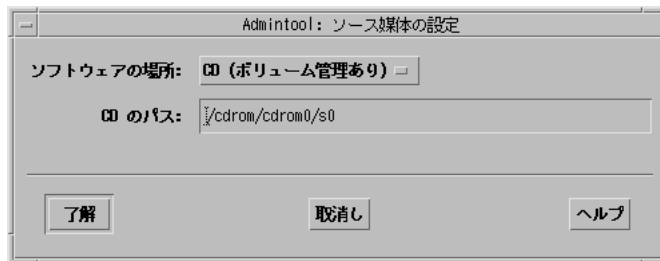 Admintool: ソース媒体の設定
ソフトウェアの場所: CD (ボリューム管理あり)
CD のパス: /cdrom/cdrom0/s0
了解 取消し ヘルプ